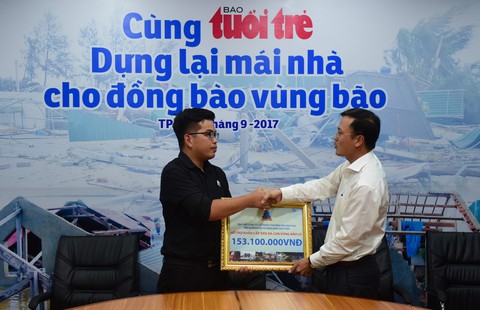 BÁO
Cùng tuổi trẻ
Dựng lại mái nhà
cho đồng bào vùng bão
TP. háng 9 - 2017
153.100.000VNĐ